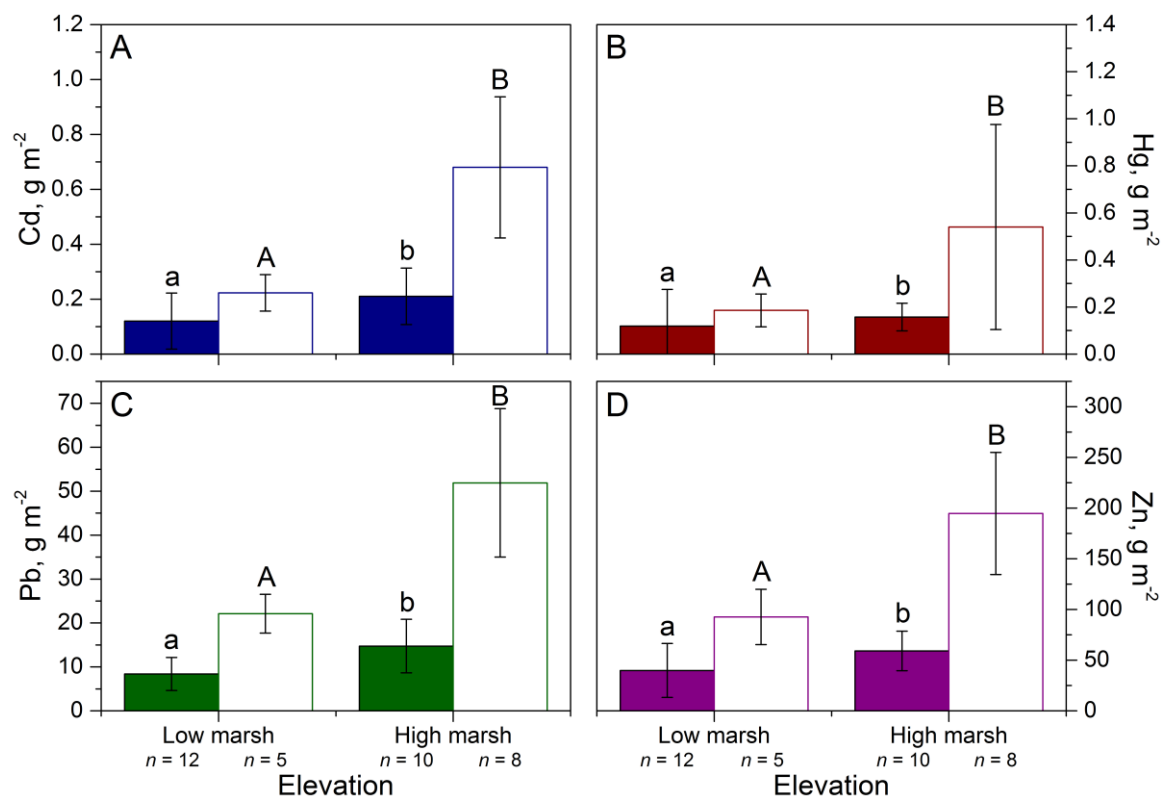 A
1.2
1.0
0.8
0.6
0.4
0.2
0.0
Cd, g m-2
a
A
b
B
B
1.4
1.2
1.0
0.8
0.6
0.4
0.2
0.0
Hg, g m-2
a
A
b
B
C
70
60
50
40
30
20
10
0
Pb, g m-2
a
A
b
B
D
300
250
200
150
100
50
0
Zn, g m-2
a
A
b
B
Low marsh High marsh
n = 12 n = 5 n = 10 n = 8
Elevation
Low marsh High marsh
n = 12 n = 5 n = 10 n = 8
Elevation